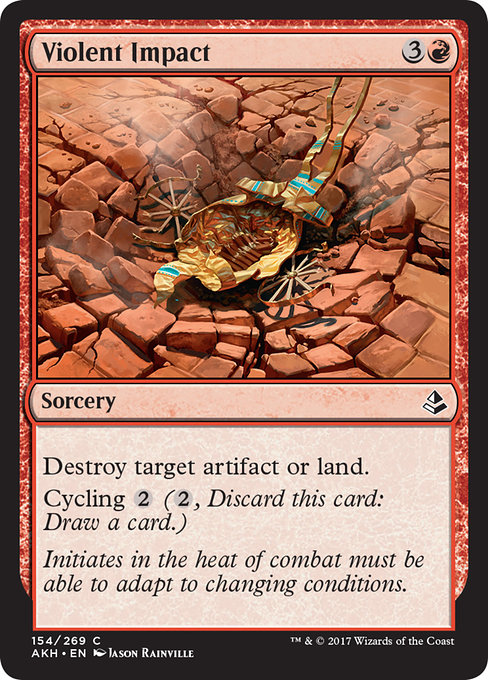 Violent Impact 3
Sorcery
Destroy target artifact or land.
Cycling 2 (2, Discard this card:
Draw a card.)
Initiates in the heat of combat must be
able to adapt to changing conditions.
154/269 C
AKH • EN Jason Rainville
™ & © 2017 Wizards of the Coast